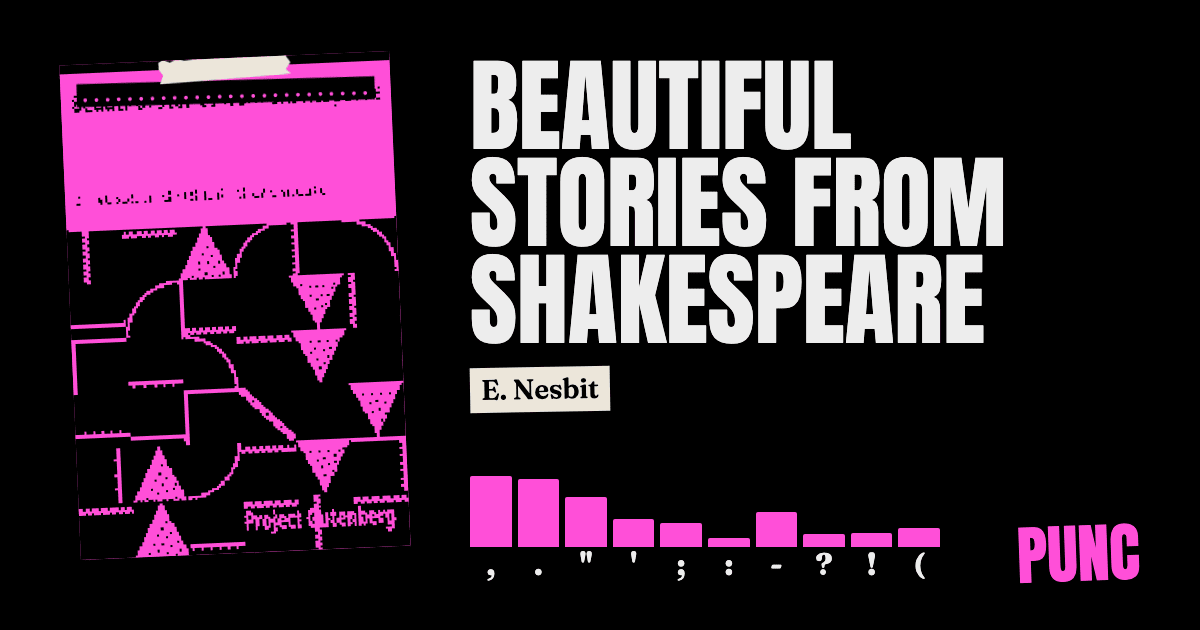 BEAUTIFUL
STORIES FROM
SHAKESPEARE
E. Nesbit
Project Gutenberg
, . " ' ; : - ? ! (
PUNC